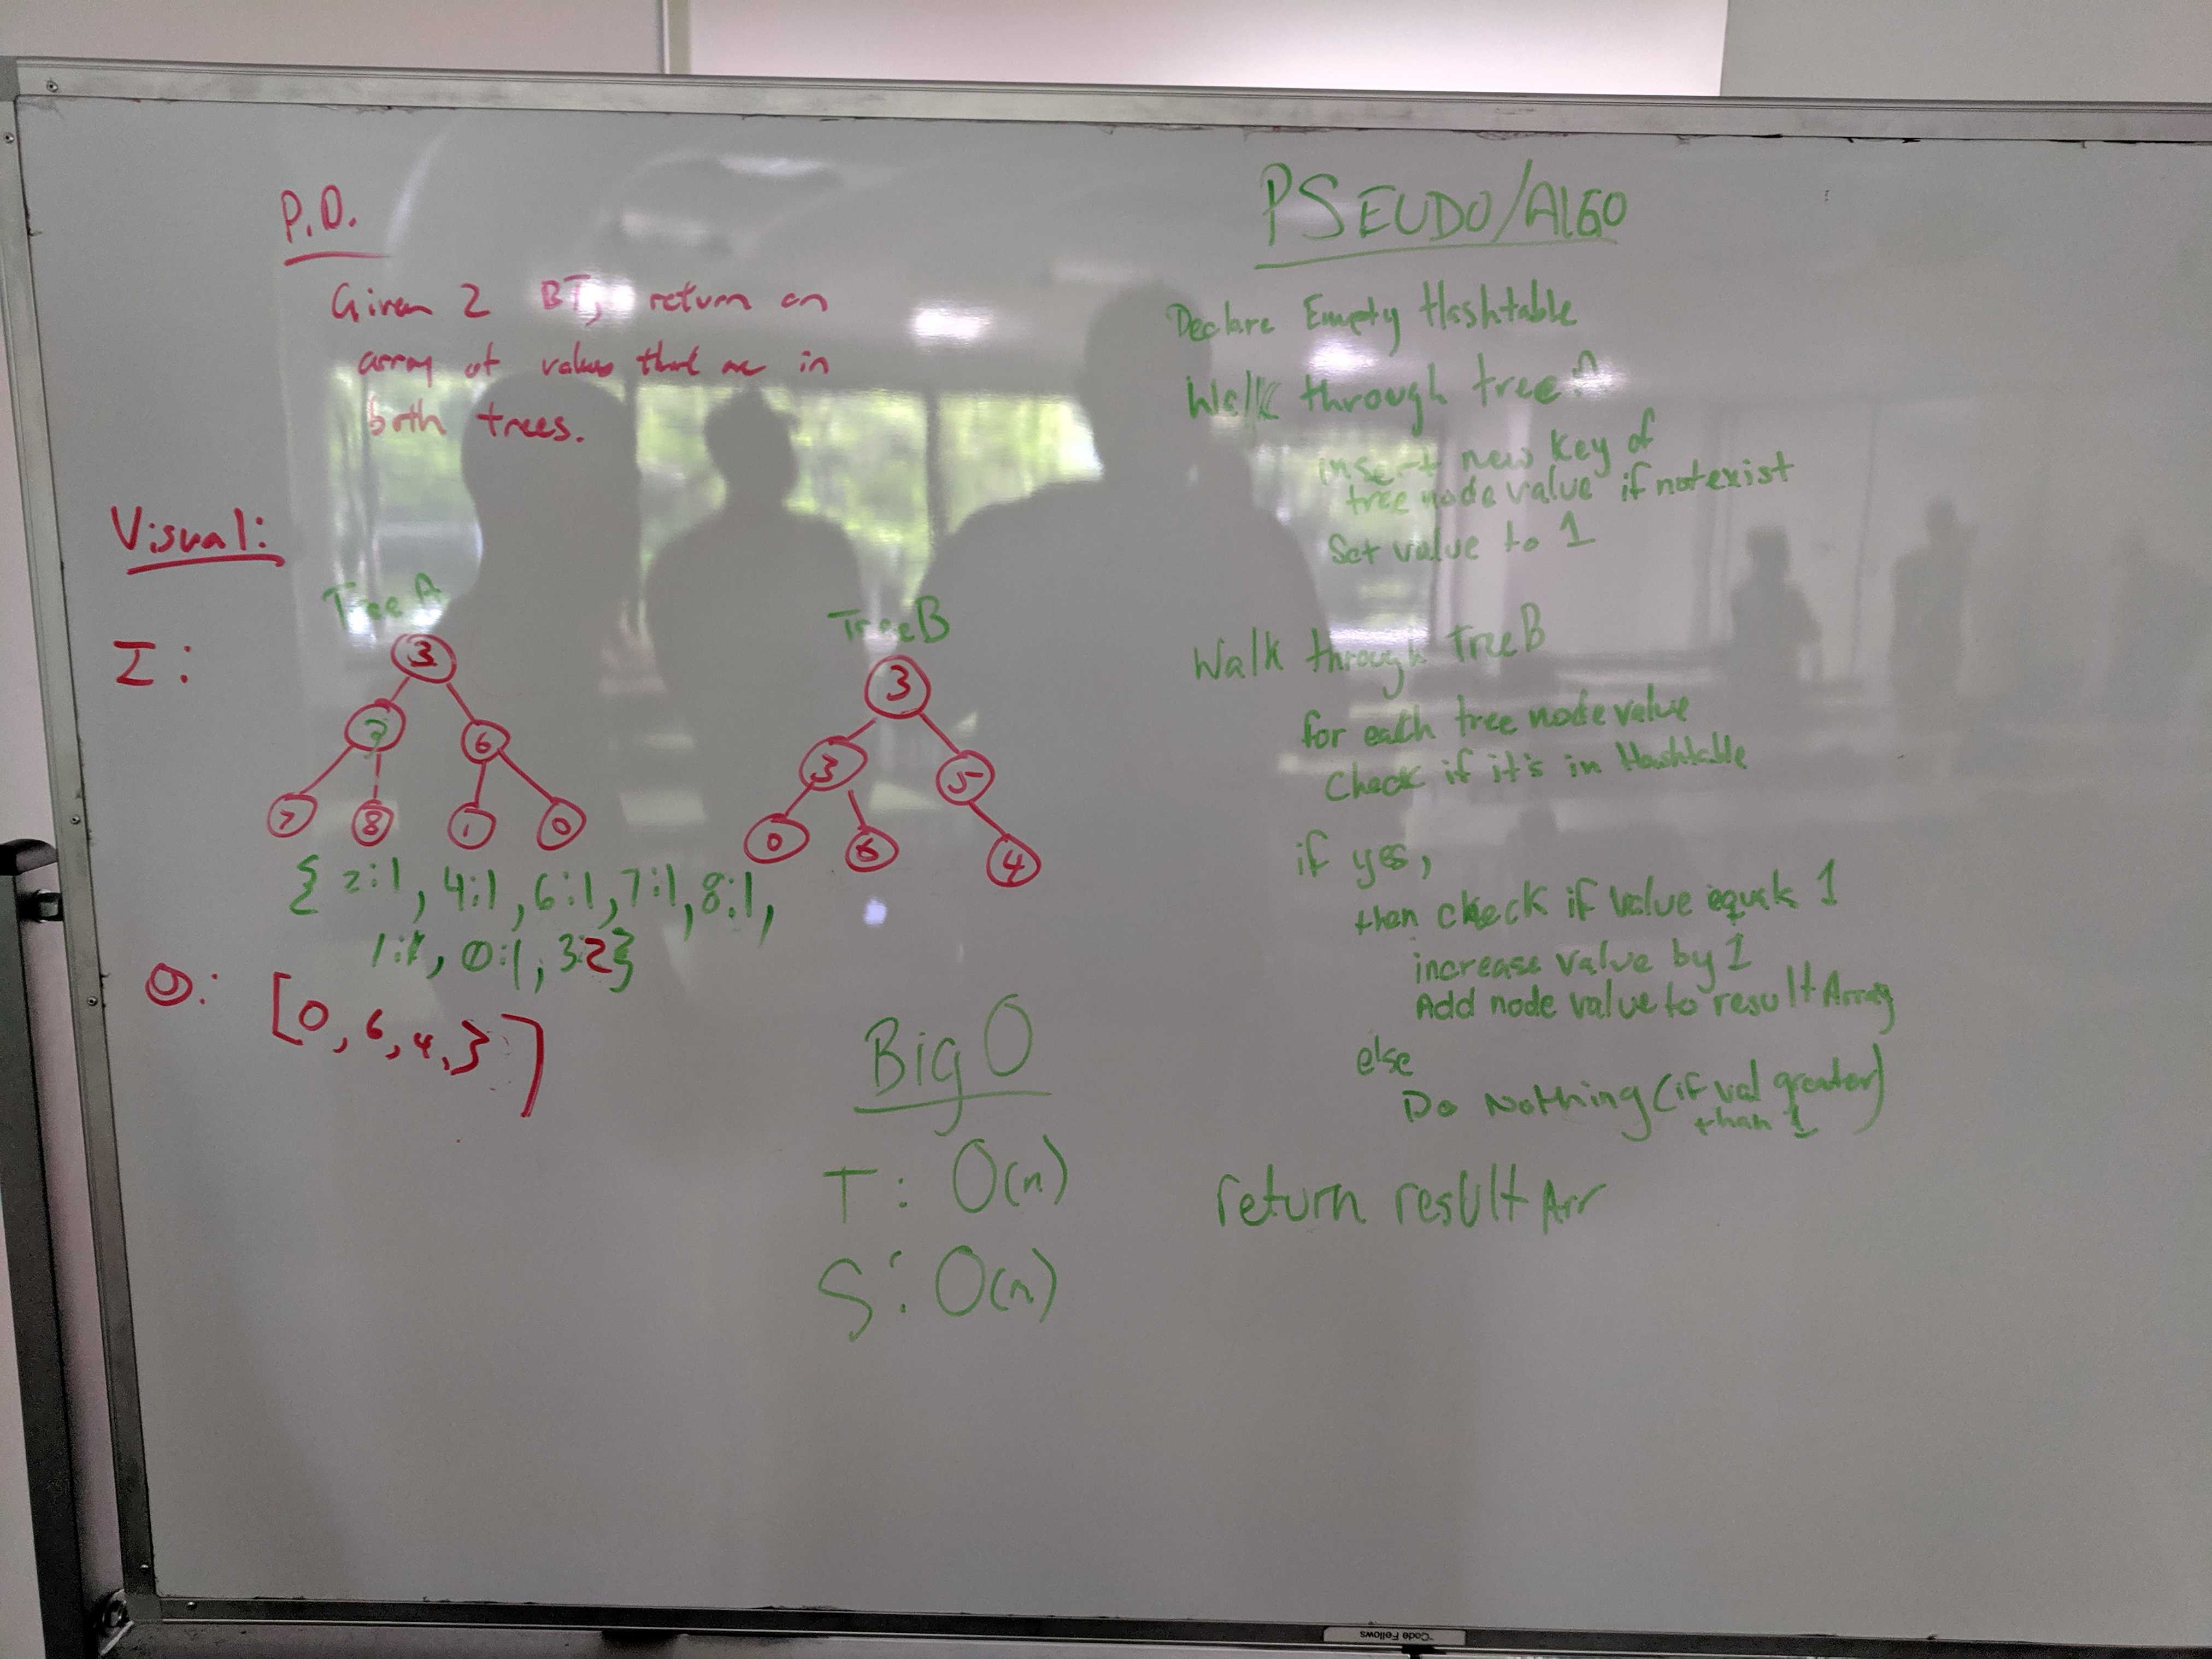 P.D.
Given 2 BT, return an
array of values that are in
both trees.
Visual:
I:
Tree A
3
2 6
7 8 1 0
Tree B
3
3 5
0 6 4
{ 2:1, 4:1, 6:1, 7:1, 8:1,
1:1, 0:1, 3:2}
O: [0, 6, 4, 3]
Big O
T: O(n)
S: O(n)
PSEUDO/ALGO
Declare Empty Hashtable
Walk through tree A
insert new key of
tree node value if not exist
Set value to 1
Walk through TreeB
for each tree node value
Check if it's in Hashtable
if yes,
then check if value equals 1
increase value by 1
Add node value to result Array
else
Do Nothing (if val greater)
than 1
return result Arr
Code Fellows